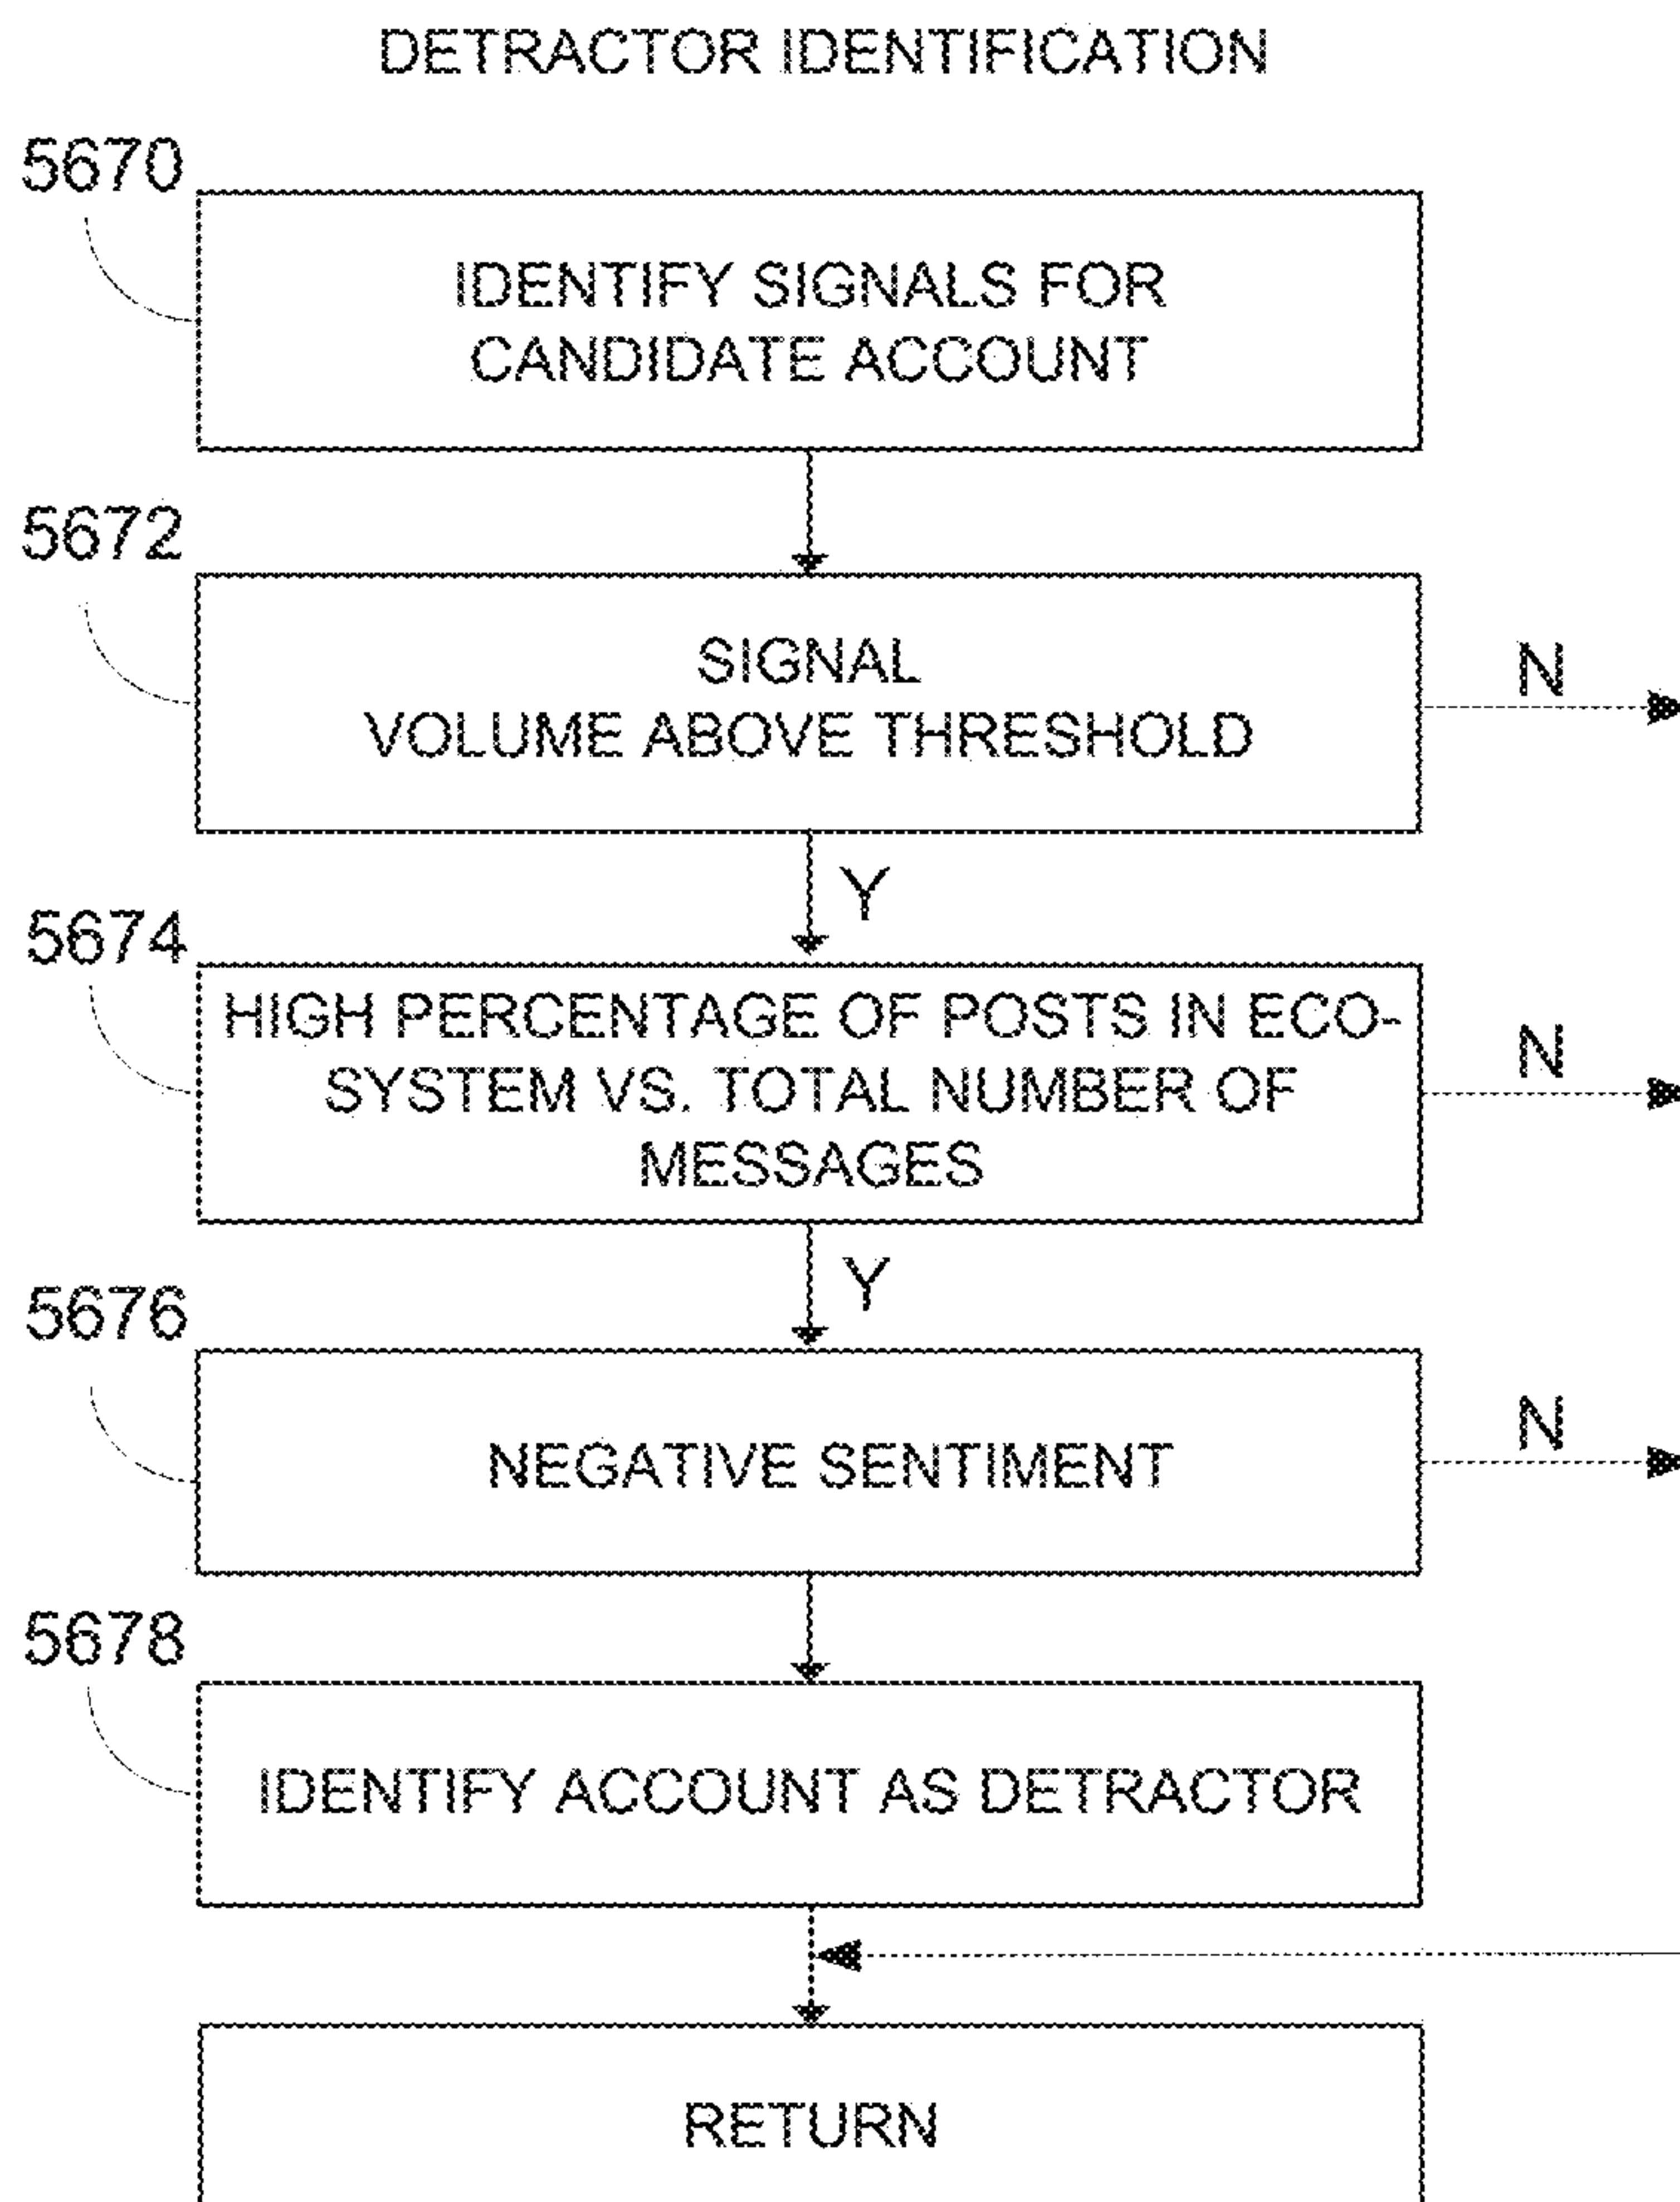 DETRACTOR IDENTIFICATION
5670
IDENTIFY SIGNALS FOR
CANDIDATE ACCOUNT
5672
SIGNAL
VOLUME ABOVE THRESHOLD
N
Y
5674
HIGH PERCENTAGE OF POSTS IN ECO-
SYSTEM VS. TOTAL NUMBER OF
MESSAGES
N
Y
5676
NEGATIVE SENTIMENT
N
5678
IDENTIFY ACCOUNT AS DETRACTOR
RETURN